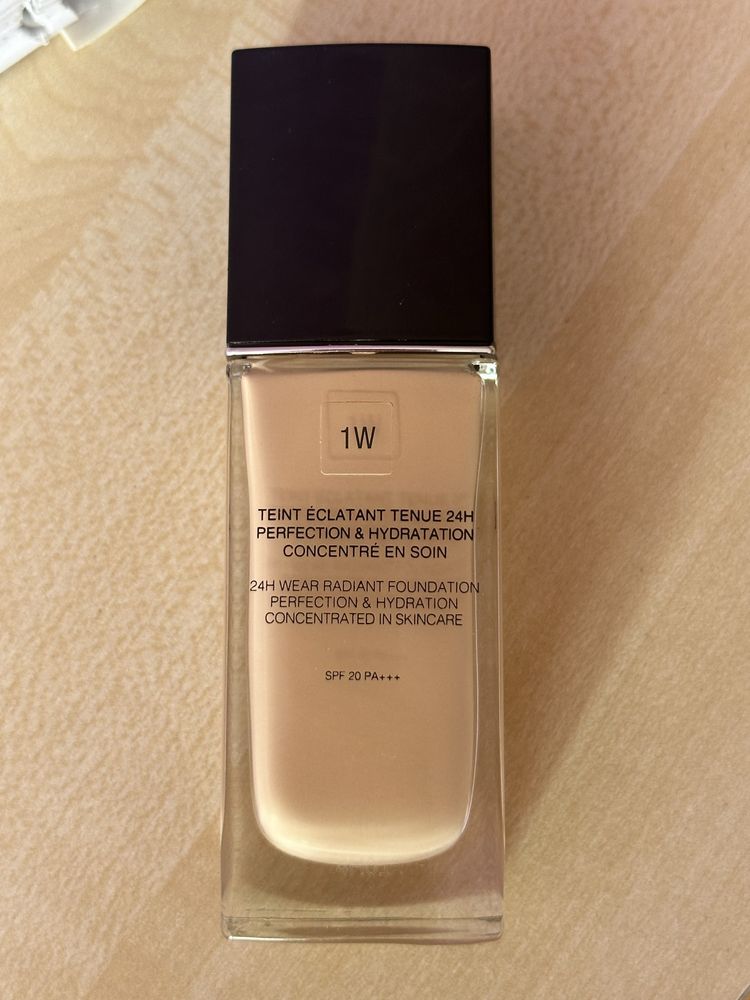 1W
TEINT ÉCLATANT TENUE 24H
PERFECTION & HYDRATATION
CONCENTRÉ EN SOIN
24H WEAR RADIANT FOUNDATION
PERFECTION & HYDRATION
CONCENTRATED IN SKINCARE
SPF 20 PA+++